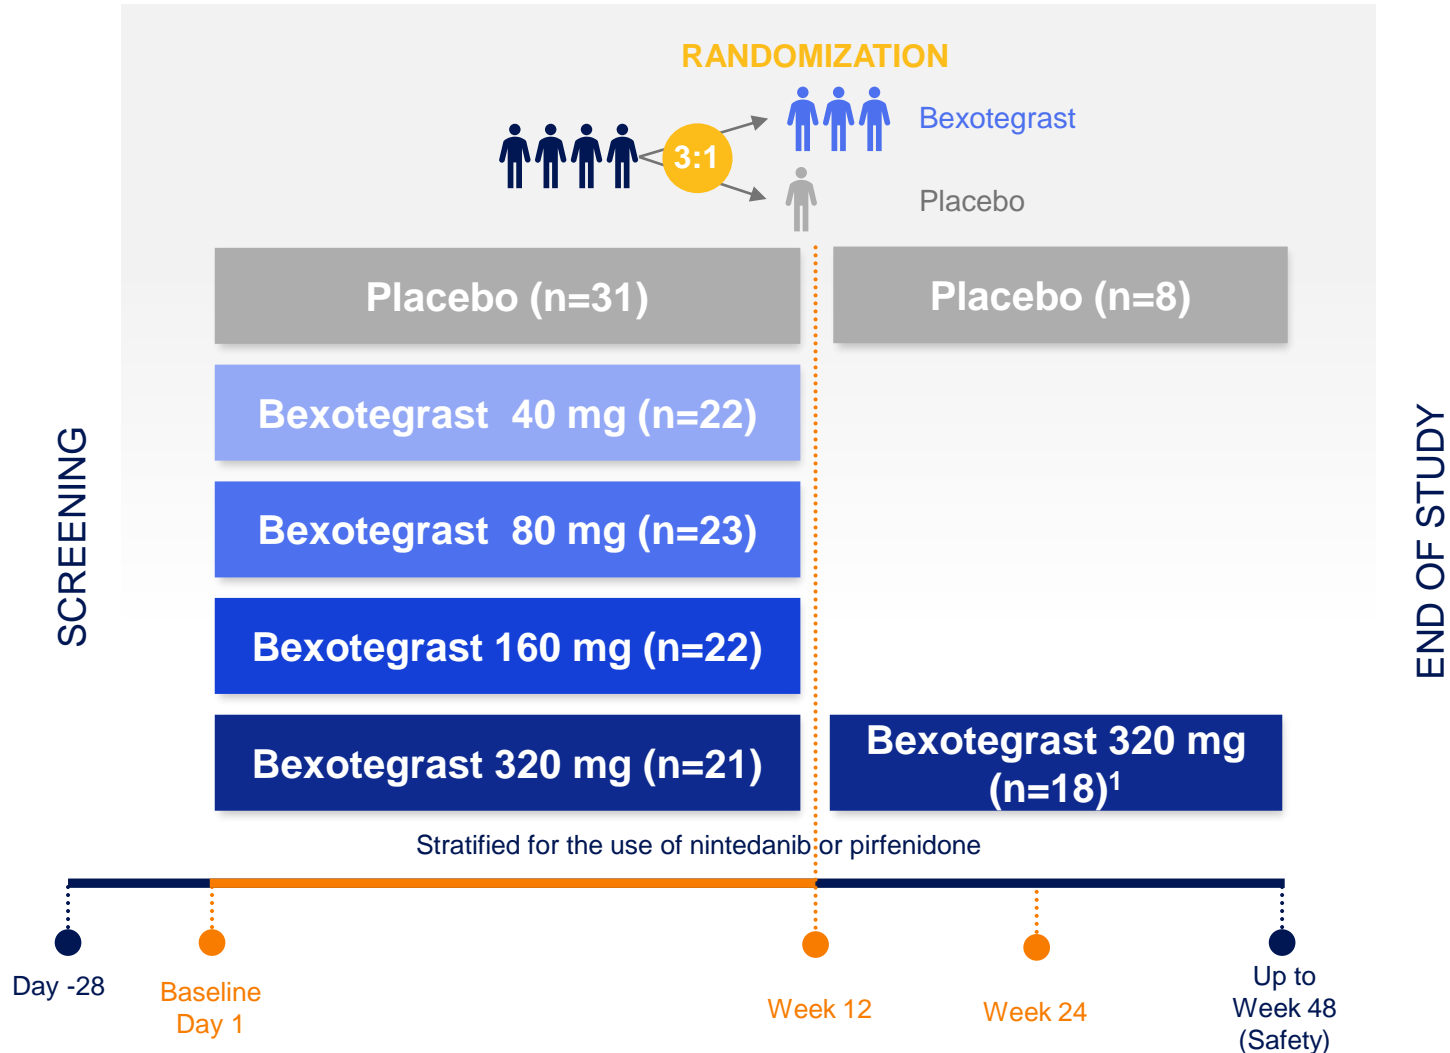 RANDOMIZATION
3:1
Bexotegrast
Placebo
Placebo (n=31)
Placebo (n=8)
Bexotegrast  40 mg (n=22)
Bexotegrast  80 mg (n=23)
Bexotegrast 160 mg (n=22)
Bexotegrast 320 mg (n=21)
Bexotegrast 320 mg
(n=18)¹
SCREENING
END OF STUDY
Stratified for the use of nintedanib or pirfenidone
Day -28
Baseline
Day 1
Week 12
Week 24
Up to
Week 48
(Safety)